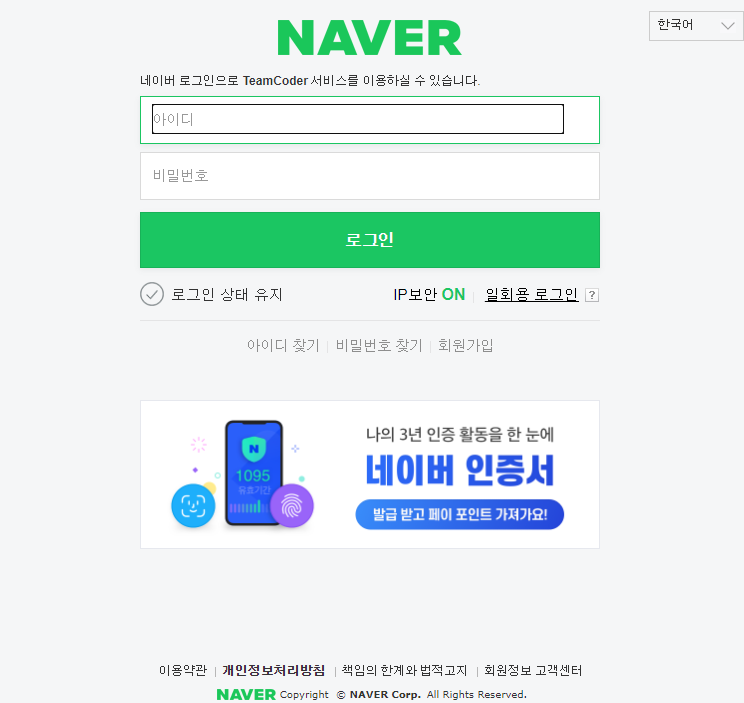 NAVER
한국어
네이버 로그인으로 TeamCoder 서비스를 이용하실 수 있습니다.
아이디
비밀번호
로그인
로그인 상태 유지
IP보안 ON
일회용 로그인 ?
아이디 찾기 | 비밀번호 찾기 | 회원가입
N
1095
유효기간
나의 3년 인증 활동을 한 눈에
네이버 인증서
발급 받고 페이 포인트 가져가요!
이용약관 | 개인정보처리방침 | 책임의 한계와 법적고지 | 회원정보 고객센터
NAVER Copyright © NAVER Corp. All Rights Reserved.